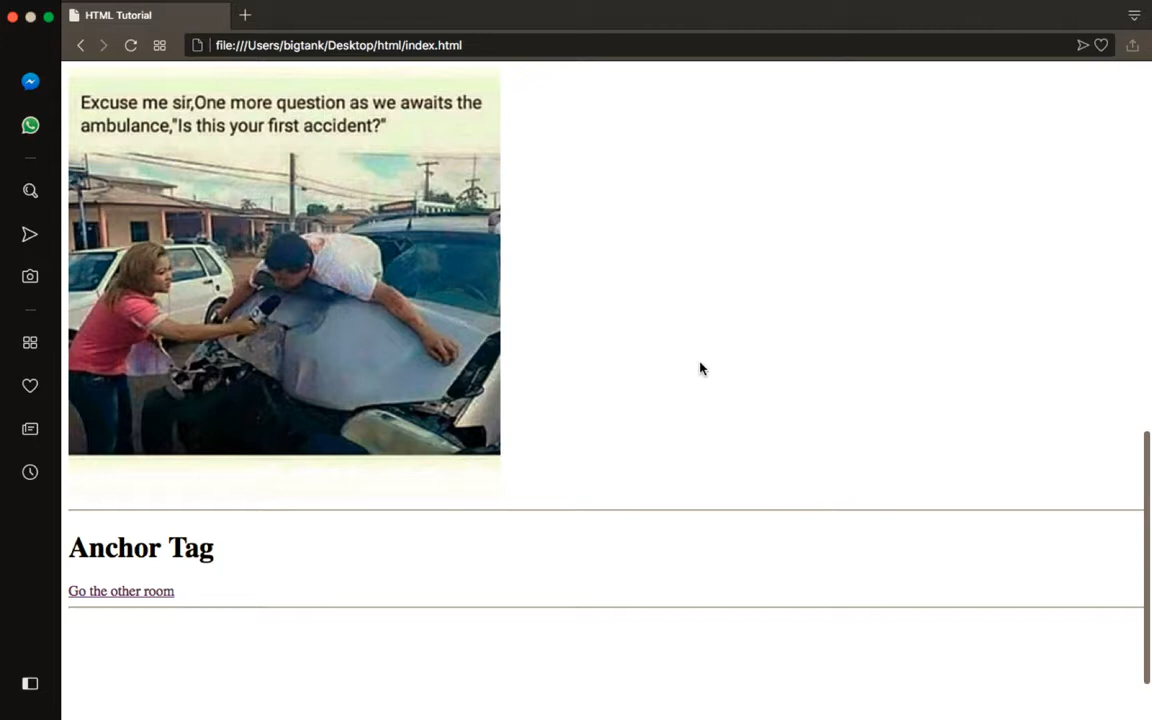 HTML Tutorial
file:///Users/bigtank/Desktop/html/index.html
Excuse me sir,One more question as we awaits the
ambulance,"Is this your first accident?"
Anchor Tag
Go the other room